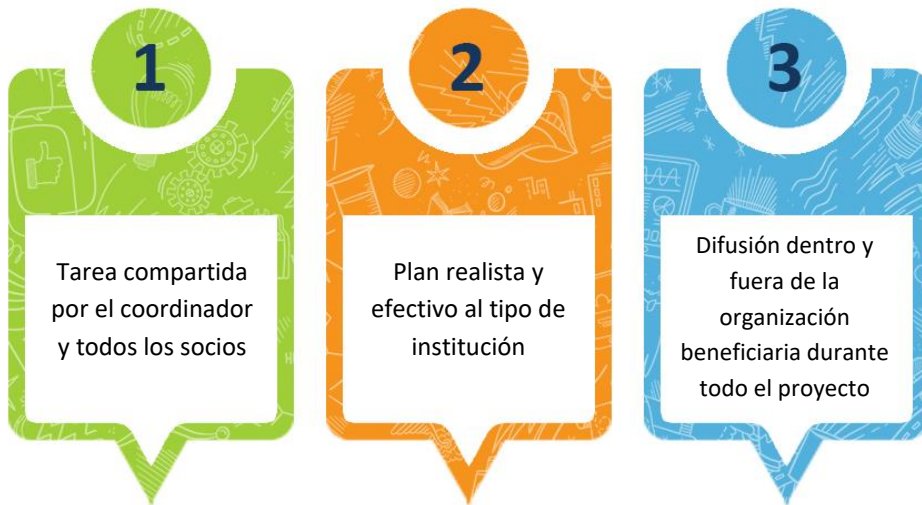 1
Tarea compartida
por el coordinador
y todos los socios
2
Plan realista y
efectivo al tipo de
institución
3
Difusión dentro y
fuera de la
organización
beneficiaria durante
todo el proyecto